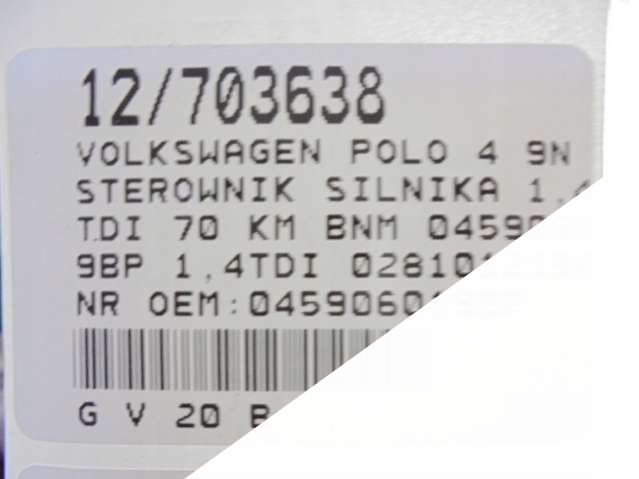 12/703638
VOLKSWAGEN POLO 4 9N
STEROWNIK SILNIKA
TDI 70 KM BNM
9BP 1,4TDI
NR OEM:
G V 20